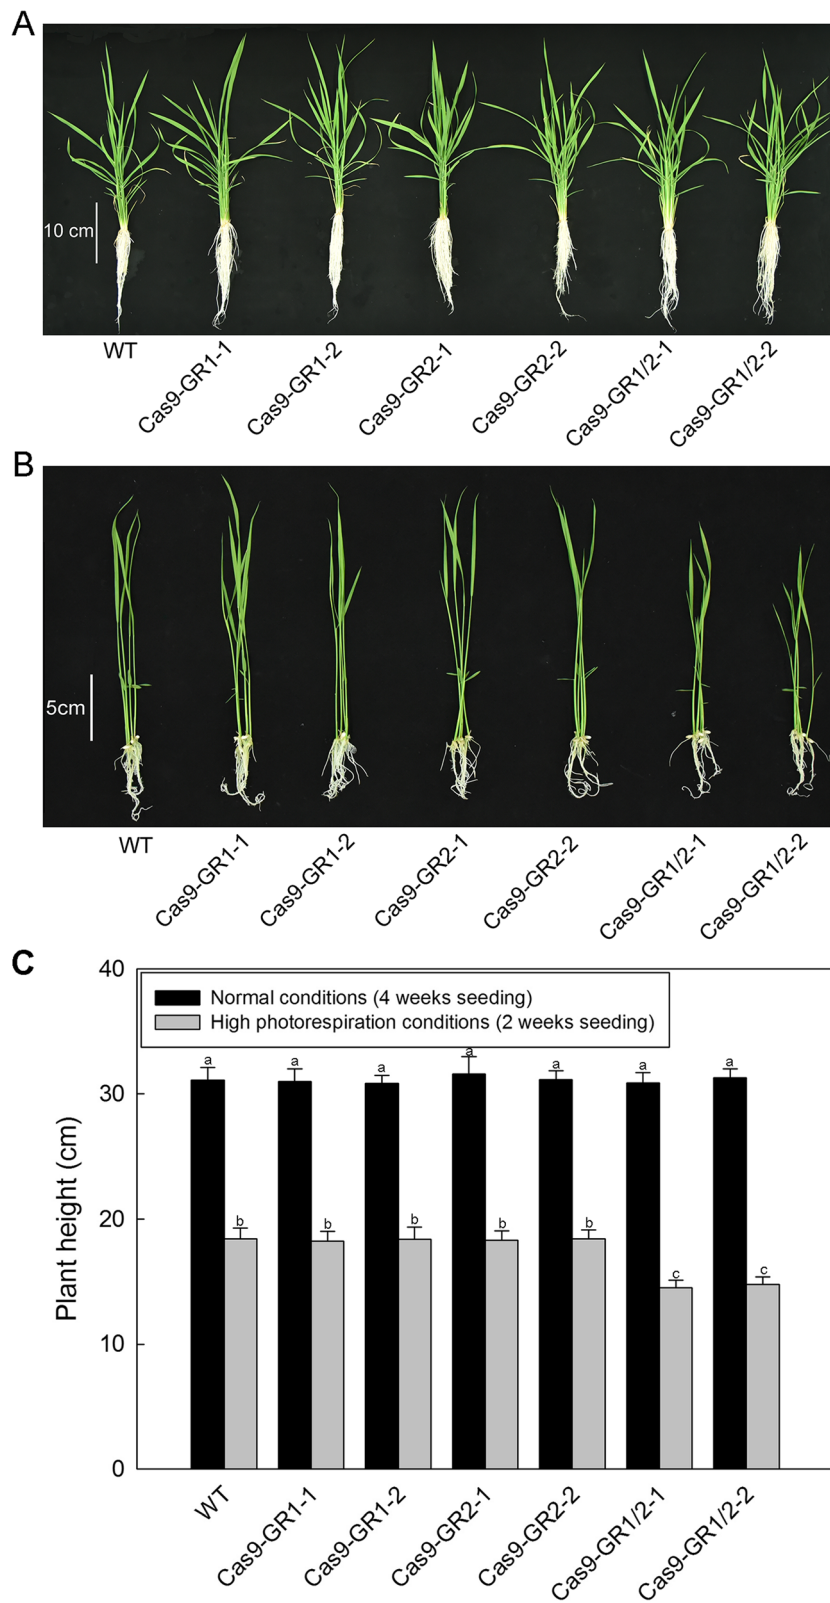 A
10 cm
WT
Cas9-GR1-1
Cas9-GR1-2
Cas9-GR2-1
Cas9-GR2-2
Cas9-GR1/2-1
Cas9-GR1/2-2
B
5cm
WT
Cas9-GR1-1
Cas9-GR1-2
Cas9-GR2-1
Cas9-GR2-2
Cas9-GR1/2-1
Cas9-GR1/2-2
C
40
Normal conditions (4 weeks seeding)
High photorespiration conditions (2 weeks seeding)
a a a a a a a
30
Plant height (cm)
20
b b b b b c c
10
0
WT
Cas9-GR1-1
Cas9-GR1-2
Cas9-GR2-1
Cas9-GR2-2
Cas9-GR1/2-1
Cas9-GR1/2-2